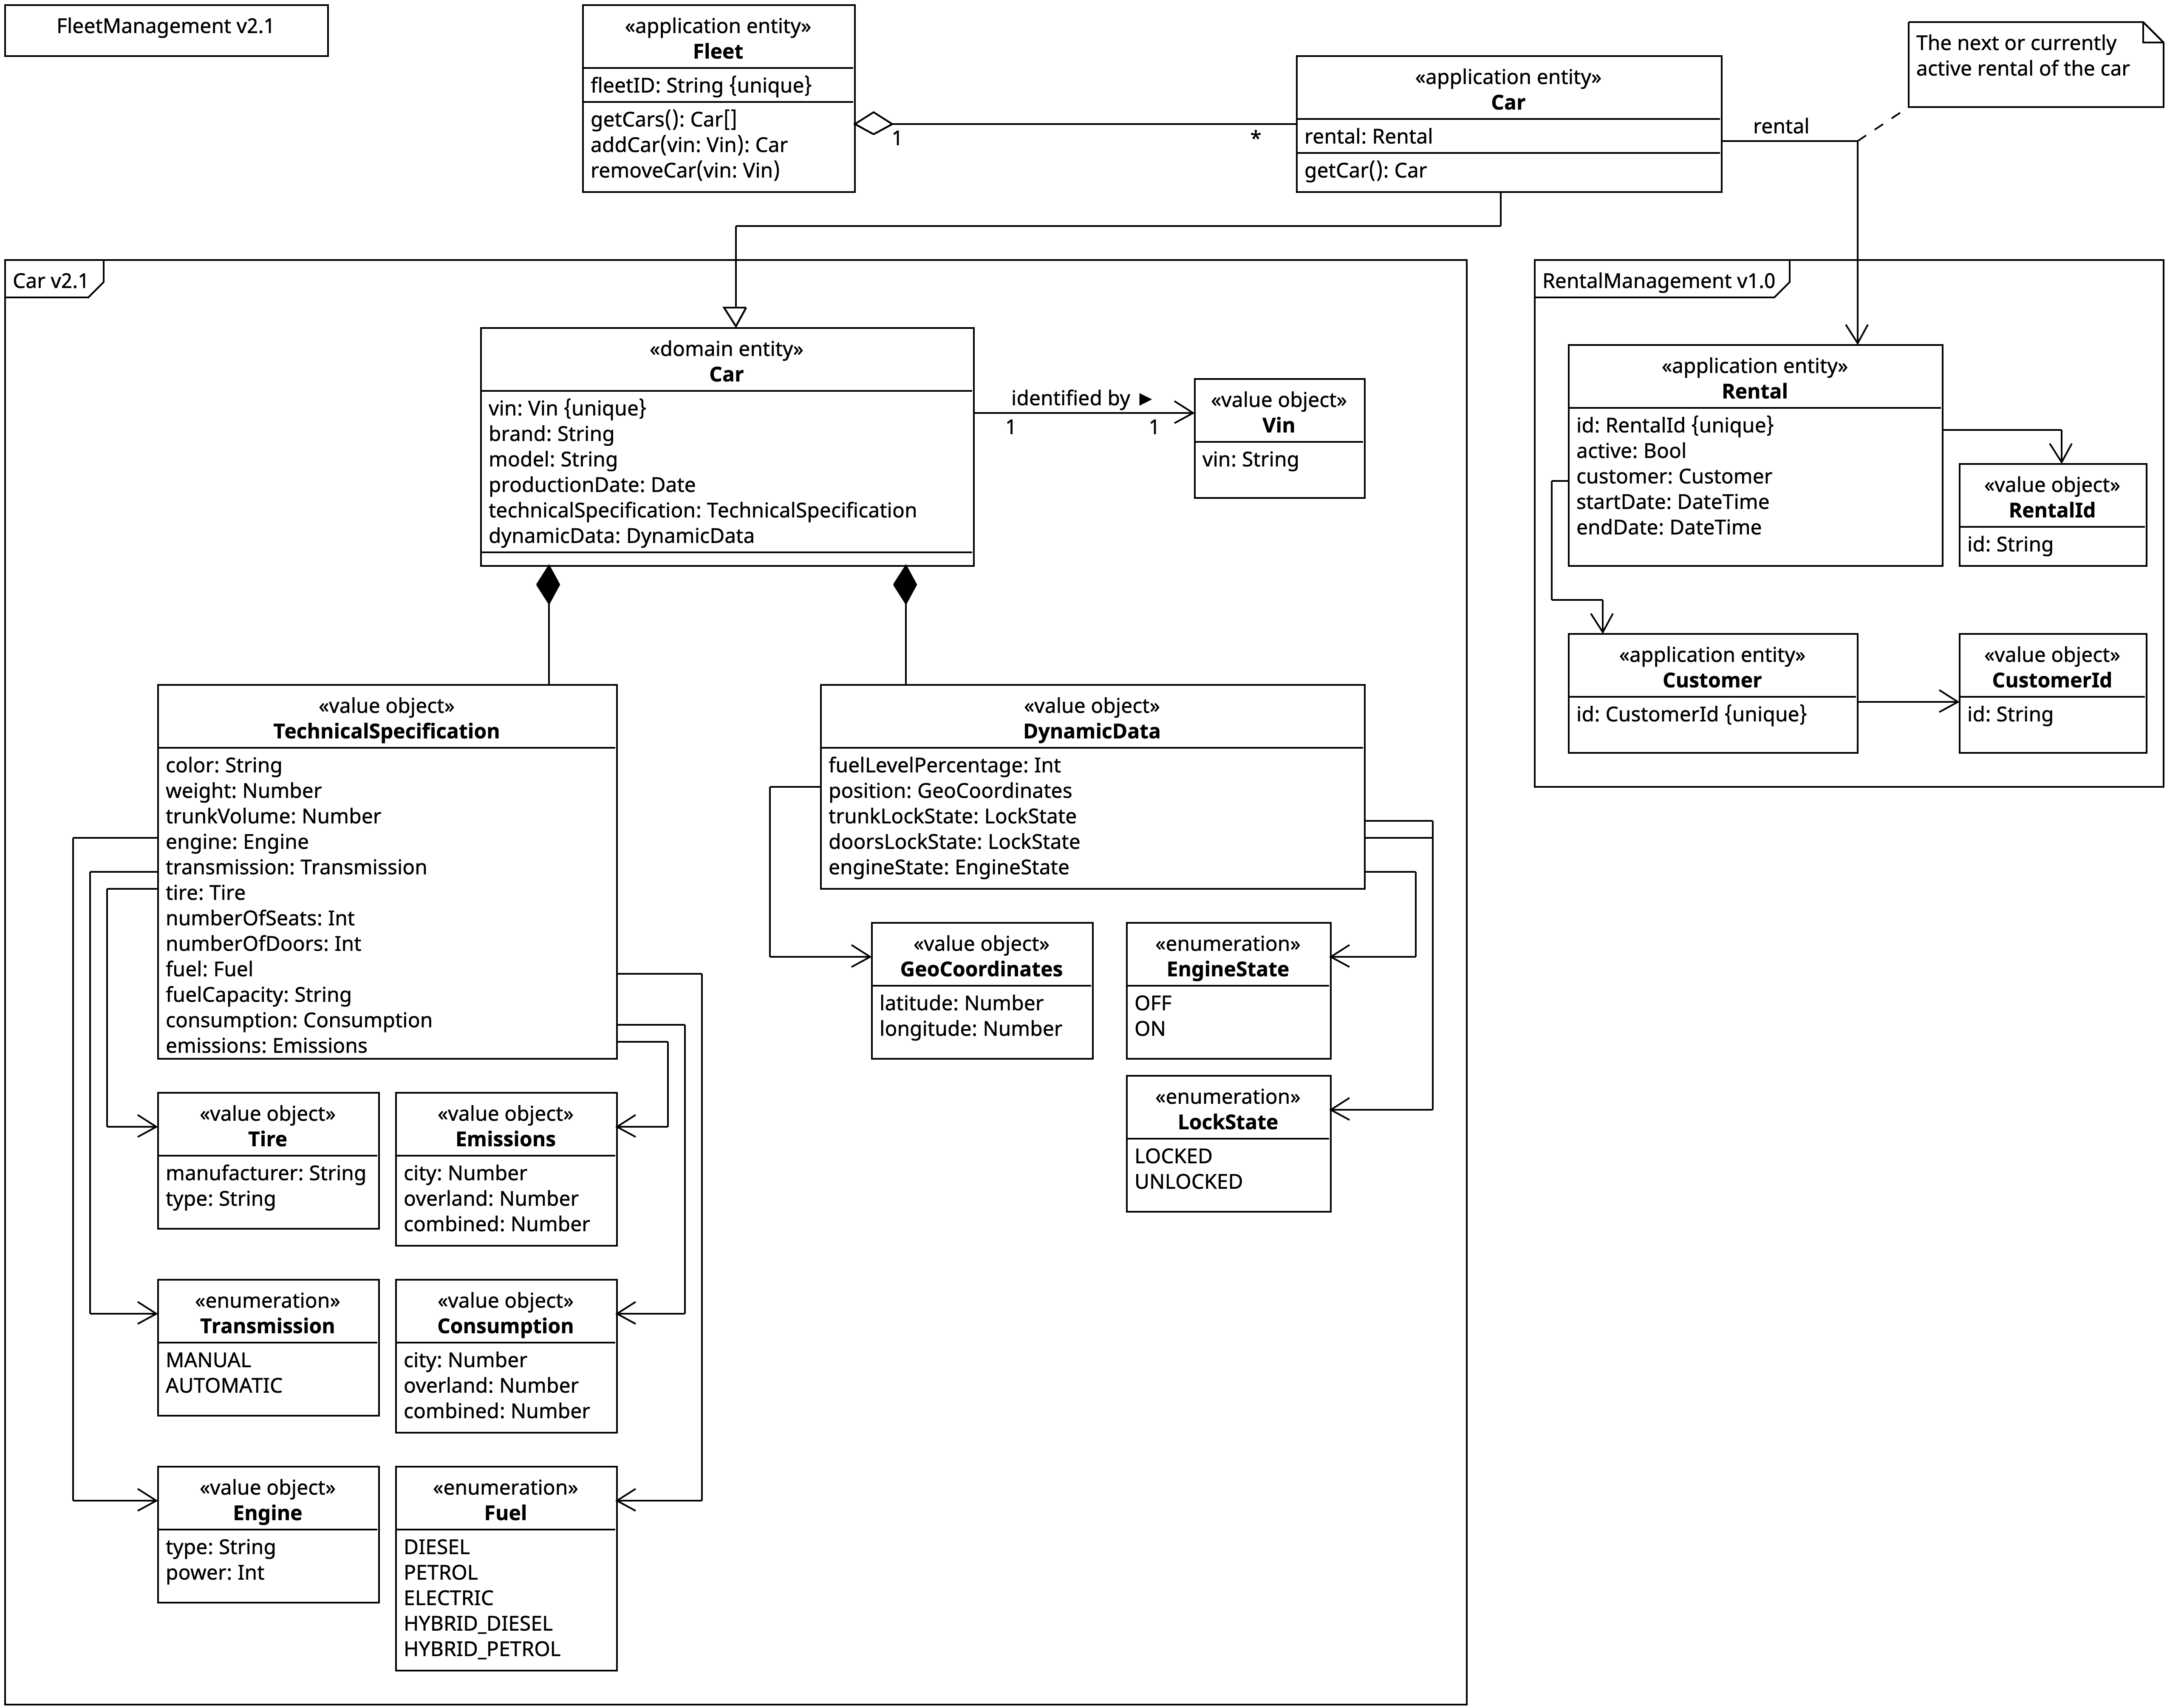 FleetManagement v2.1
«application entity»
Fleet
fleetID: String {unique}
getCars(): Car[]
addCar(vin: Vin): Car
removeCar(vin: Vin)
1
*
«application entity»
Car
rental: Rental
getCar(): Car
rental
The next or currently
active rental of the car
Car v2.1
«domain entity»
Car
vin: Vin {unique}
brand: String
model: String
productionDate: Date
technicalSpecification: TechnicalSpecification
dynamicData: DynamicData
identified by ►
1
1
«value object»
Vin
vin: String
«value object»
TechnicalSpecification
color: String
weight: Number
trunkVolume: Number
engine: Engine
transmission: Transmission
tire: Tire
numberOfSeats: Int
numberOfDoors: Int
fuel: Fuel
fuelCapacity: String
consumption: Consumption
emissions: Emissions
«value object»
DynamicData
fuelLevelPercentage: Int
position: GeoCoordinates
trunkLockState: LockState
doorsLockState: LockState
engineState: EngineState
«value object»
GeoCoordinates
latitude: Number
longitude: Number
«enumeration»
EngineState
OFF
ON
«enumeration»
LockState
LOCKED
UNLOCKED
«value object»
Tire
manufacturer: String
type: String
«value object»
Emissions
city: Number
overland: Number
combined: Number
«enumeration»
Transmission
MANUAL
AUTOMATIC
«value object»
Consumption
city: Number
overland: Number
combined: Number
«value object»
Engine
type: String
power: Int
«enumeration»
Fuel
DIESEL
PETROL
ELECTRIC
HYBRID_DIESEL
HYBRID_PETROL
RentalManagement v1.0
«application entity»
Rental
id: RentalId {unique}
active: Bool
customer: Customer
startDate: DateTime
endDate: DateTime
«value object»
RentalId
id: String
«application entity»
Customer
id: CustomerId {unique}
«value object»
CustomerId
id: String